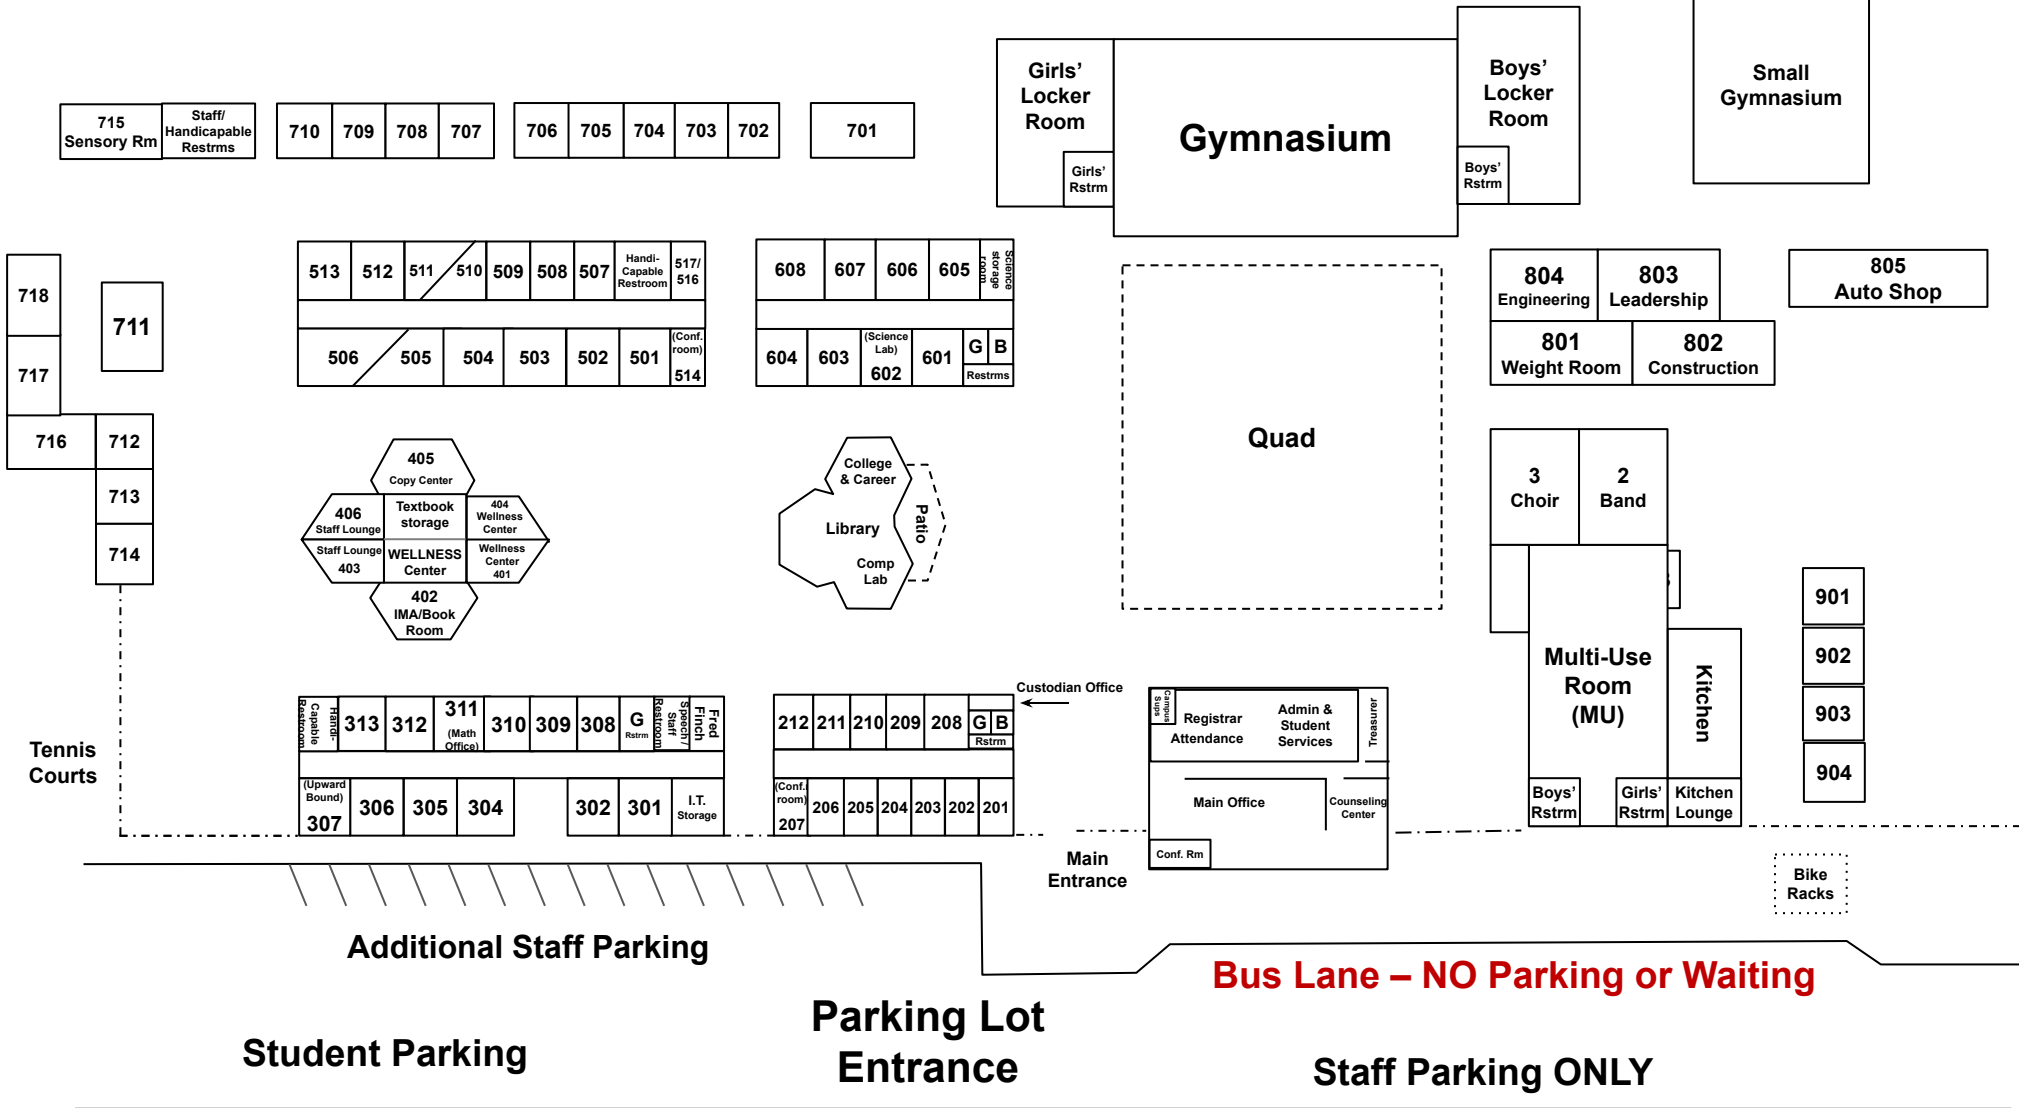 Girls’
Locker
Room
Girls’
Rstrm
Gymnasium
Boys’
Locker
Room
Boys’
Rstrm
Small
Gymnasium
715
Sensory Rm
Staff/
Handicapable
Restrms
710
709
708
707
706
705
704
703
702
701
718
717
716
711
712
713
714
513
512
511
510
509
508
507
Handi-
Capable
Restroom
517/
516
506
505
504
503
502
501
(Conf.
room)
514
608
607
606
605
Science
storage
room
604
603
(Science
Lab)
602
601
G
B
Restrms
Quad
804
Engineering
803
Leadership
801
Weight Room
802
Construction
805
Auto Shop
405
Copy Center
406
Staff Lounge
Textbook
storage
404
Wellness
Center
Staff Lounge
403
WELLNESS
Center
Wellness
Center
401
402
IMA/Book
Room
College
& Career
Library
Patio
Comp
Lab
3
Choir
2
Band
Multi-Use
Room
(MU)
Kitchen
Boys’
Rstrm
Girls’
Rstrm
Kitchen
Lounge
901
902
903
904
Tennis
Courts
Handi-
Capable
Restroom
313
312
311
(Math
Office)
310
309
308
G
Rstrm
Speech /
Staff
Restroom
Fred
Finch
(Upward
Bound)
307
306
305
304
302
301
I.T.
Storage
212
211
210
209
208
G
B
Rstrm
Custodian Office
(Conf.
room)
207
206
205
204
203
202
201
Campus
Sups
Registrar
Attendance
Admin &
Student
Services
Treasurer
Main Office
Counseling
Center
Conf. Rm
Main
Entrance
Bike
Racks
Additional Staff Parking
Bus Lane – NO Parking or Waiting
Parking Lot
Entrance
Student Parking
Staff Parking ONLY